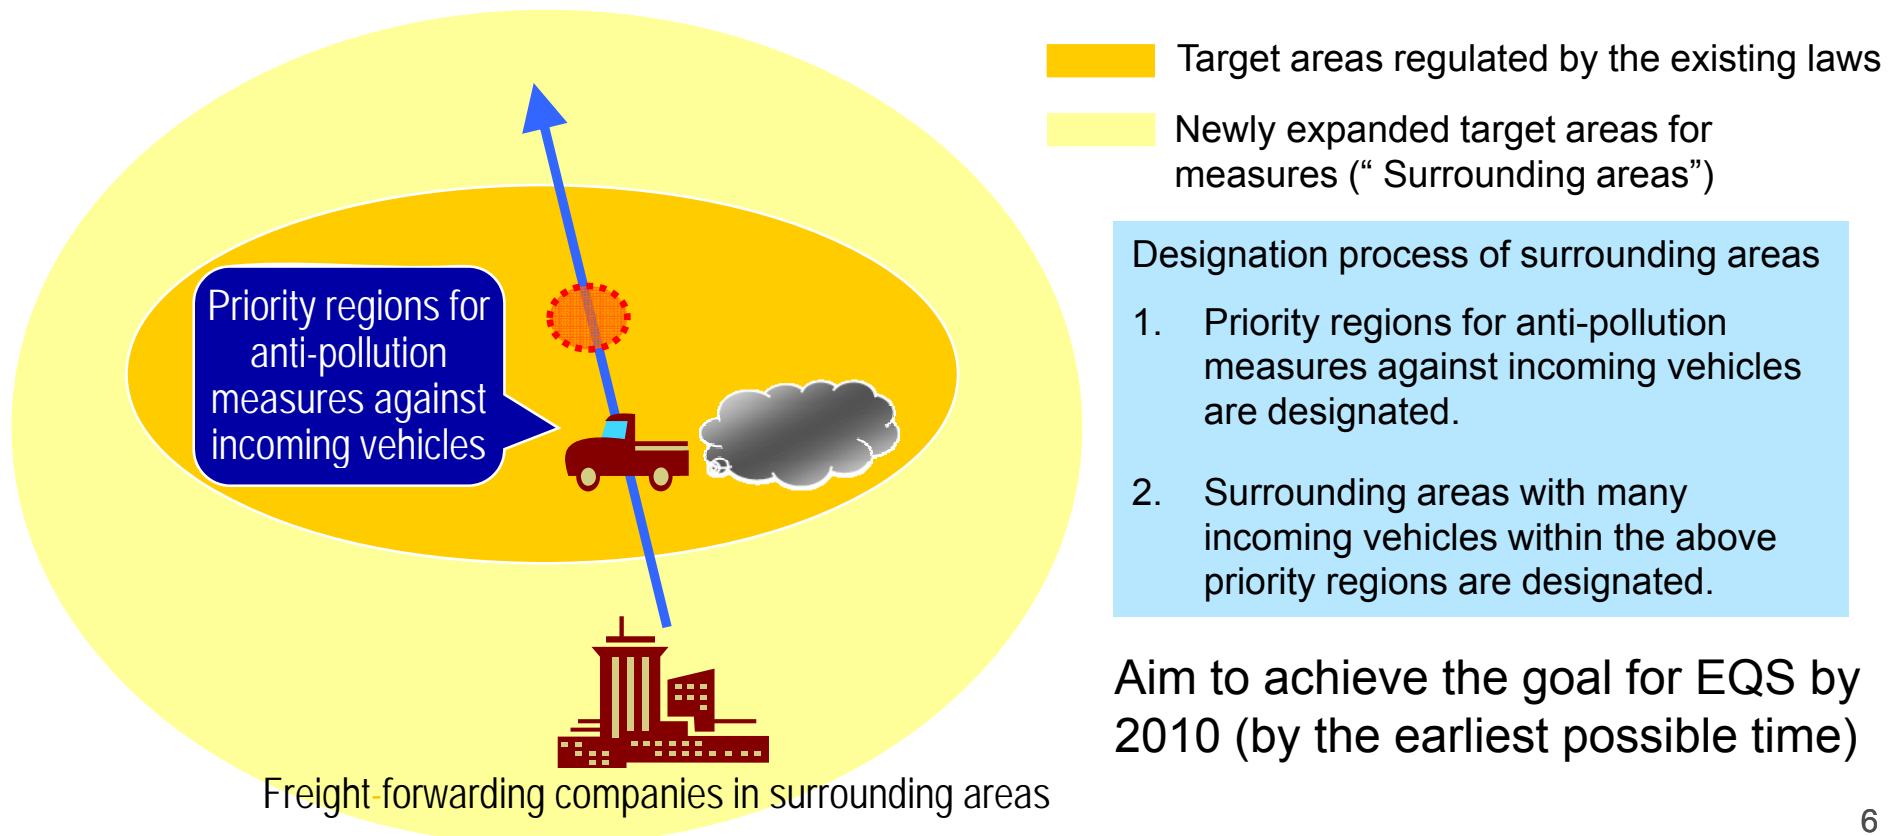 Target areas regulated by the existing laws
Newly expanded target areas for
measures (“ Surrounding areas”)
Priority regions for
anti-pollution
measures against
incoming vehicles
Designation process of surrounding areas
1. Priority regions for anti-pollution
measures against incoming vehicles
are designated.
2. Surrounding areas with many
incoming vehicles within the above
priority regions are designated.
Aim to achieve the goal for EQS by
2010 (by the earliest possible time)
Freight-forwarding companies in surrounding areas
6